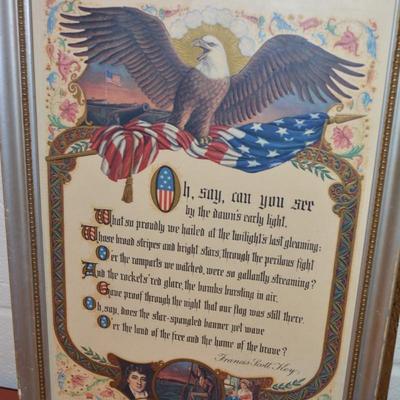 Oh, say, can you see
by the dawn's early light,
What so proudly we hailed at the twilight's last gleaming:
Whose broad stripes and bright stars, through the perilous fight
O'er the ramparts we watched, were so gallantly streaming?
And the rockets' red glare, the bombs bursting in air,
Gave proof through the night that our flag was still there.
Oh, say, does the star-spangled banner yet wave
O'er the land of the free and the home of the brave?
Francis Scott Key